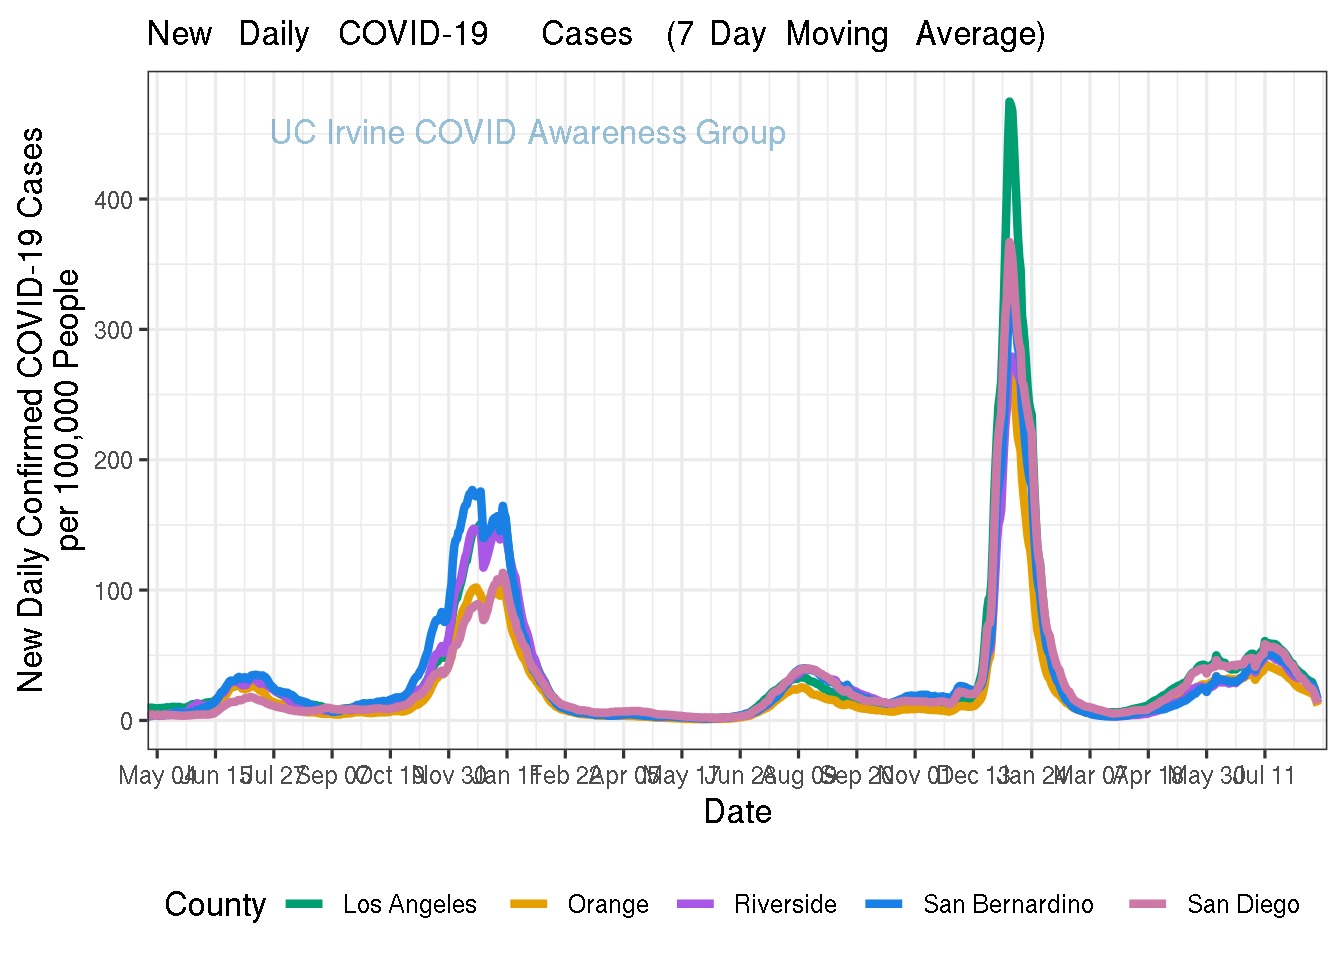 New Daily COVID-19 Cases (7 Day Moving Average)
UC Irvine COVID Awareness Group
New Daily Confirmed COVID-19 Cases
per 100,000 People
400
300
200
100
0
May 04 Jun 15 Jul 27 Sep 07 Oct 19 Nov 30 Jan 11 Feb 22 Apr 05 May 17 Jun 28 Aug 09 Sep 20 Nov 01 Dec 13 Jan 24 Mar 07 Apr 18 May 30 Jul 11
Date
County Los Angeles Orange Riverside San Bernardino San Diego